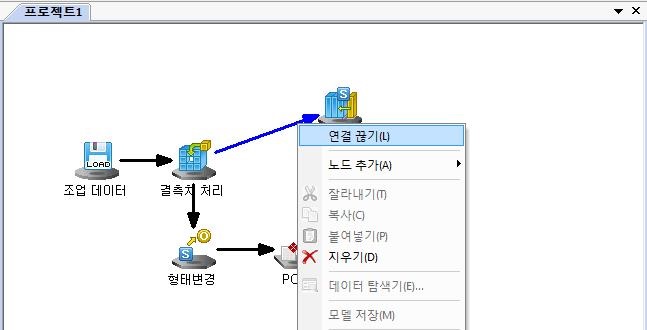 프로젝트1
S
연결 끊기(L)
노드 추가(A)
LOAD
조업 데이터
결측치 처리
잘라내기(T)
복사(C)
붙여넣기(P)
S
지우기(D)
형태변경
PC
데이터 탐색기(E)...
모델 저장(M)